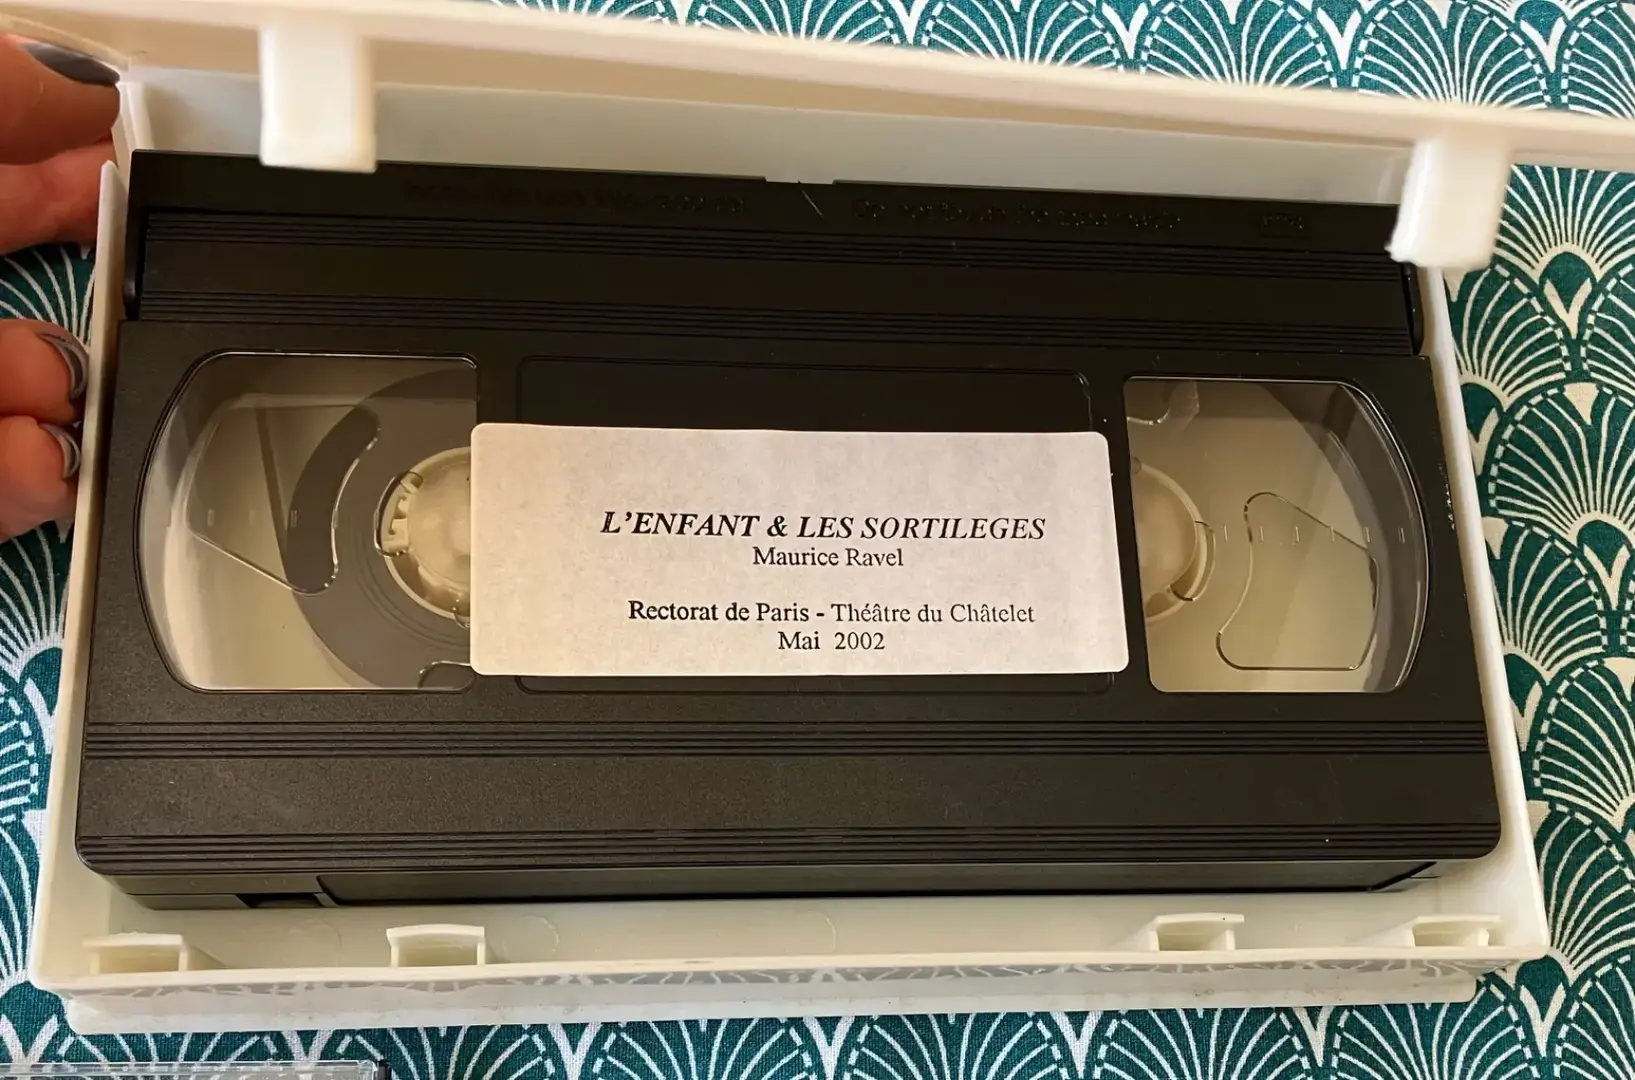 L'ENFANT & LES SORTILEGES
Maurice Ravel
Rectorat de Paris - Théâtre du Châtelet
Mai 2002